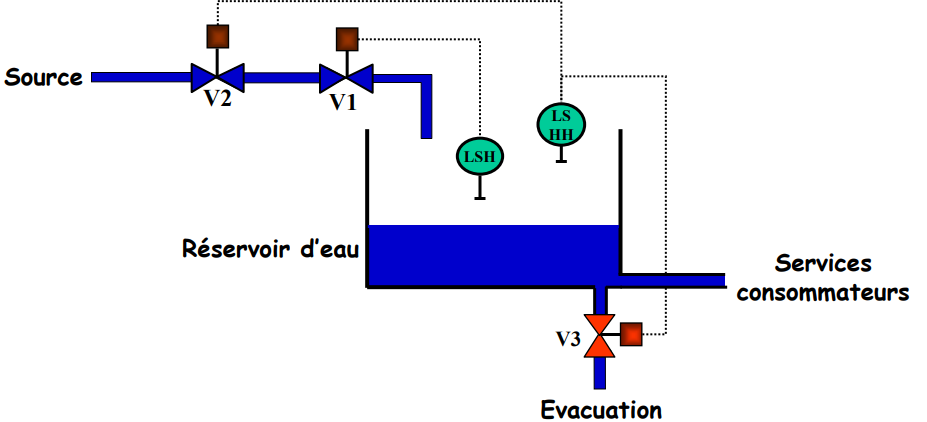 Source
V2
V1
LS
HH
LSH
Réservoir d'eau
Services
consommateurs
V3
Evacuation